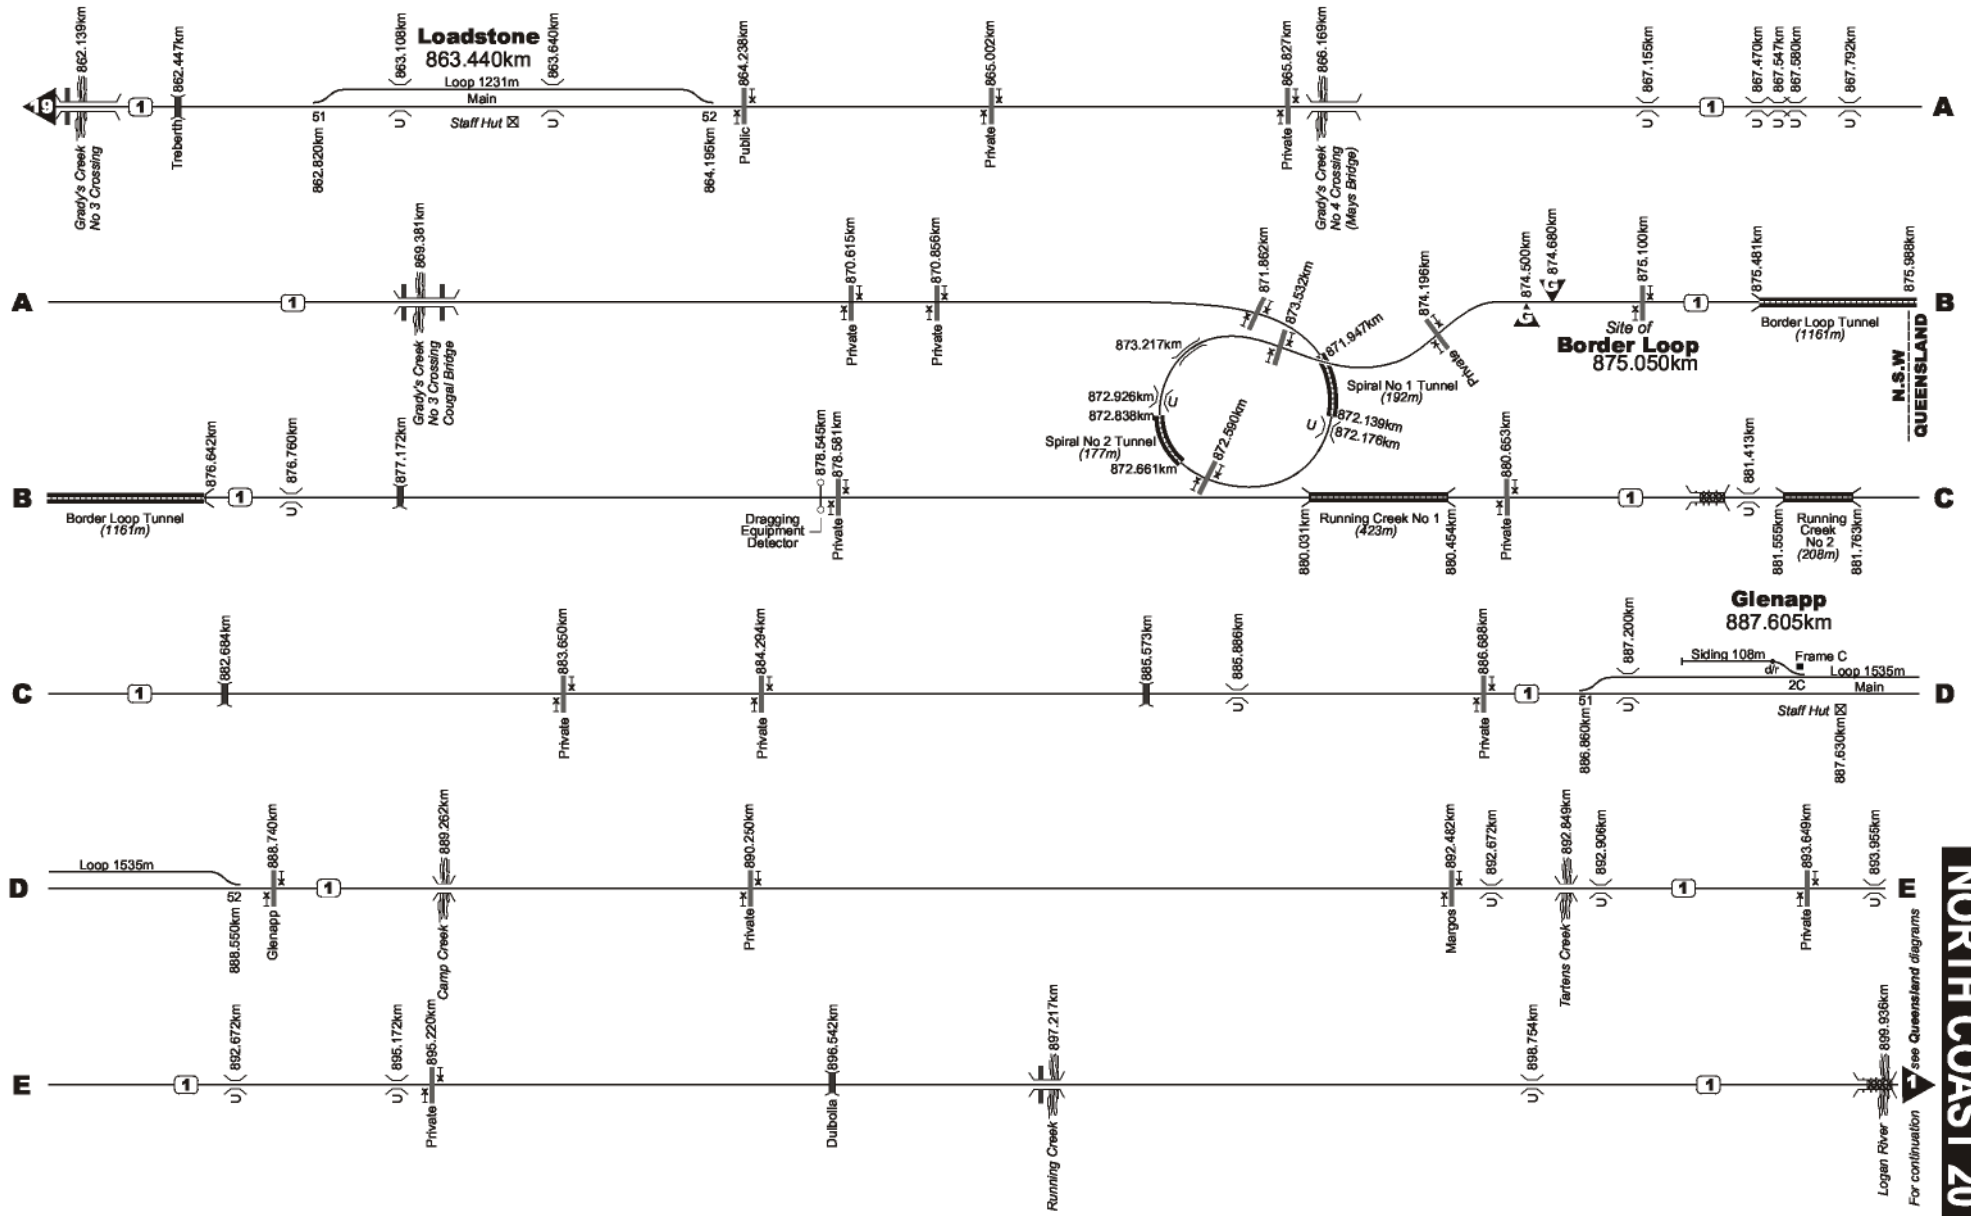 862.139km
862.447km
863.108km
Loadstone
863.440km
863.640km
864.238km
865.002km
865.827km
866.169km
867.155km
867.470km
867.547km
867.580km
867.792km
19
1
Loop 1231m
Main
Staff Hut
51
52
U
U
1
U
U
U
U
U
A
Grady's Creek
No 3 Crossing
Treberth
862.820km
864.195km
Public
Private
Private
Grady's Creek
No 4 Crossing
(Mays Bridge)
A
1
869.381km
Grady's Creek
No 3 Crossing
Cougal Bridge
870.615km
Private
870.856km
Private
871.862km
873.532km
871.947km
874.196km
Private
874.500km
874.680km
875.100km
Site of
Border Loop
875.050km
1
875.481km
875.988km
B
Border Loop Tunnel
(1161m)
N.S.W
QUEENSLAND
873.217km
872.926km
U
872.838km
Spiral No 2 Tunnel
(177m)
872.661km
872.590km
Spiral No 1 Tunnel
(192m)
872.139km
U
872.176km
B
876.642km
1
876.760km
U
877.172km
Border Loop Tunnel
(1161m)
878.545km
878.581km
Dragging
Equipment
Detector
Private
880.031km
Running Creek No 1
(423m)
880.454km
880.653km
Private
1
881.413km
U
881.555km
Running
Creek
No 2
(208m)
881.763km
C
C
1
882.684km
883.650km
Private
884.294km
Private
885.573km
885.886km
U
886.688km
Private
1
51
886.860km
887.200km
U
Glenapp
887.605km
Siding 108m
d/r
Frame C
Loop 1535m
2C
Main
Staff Hut
887.630km
D
D
Loop 1535m
52
888.550km
888.740km
Glenapp
1
889.262km
Camp Creek
890.250km
Private
892.482km
Margos
892.672km
U
892.849km
Tartens Creek
892.906km
U
1
893.649km
Private
893.955km
U
E
E
1
892.672km
U
895.172km
U
895.220km
Private
896.542km
Dulbolla
897.217km
Running Creek
898.754km
U
1
899.936km
Logan River
1
For continuation see Queensland diagrams
NORTH COAST 20